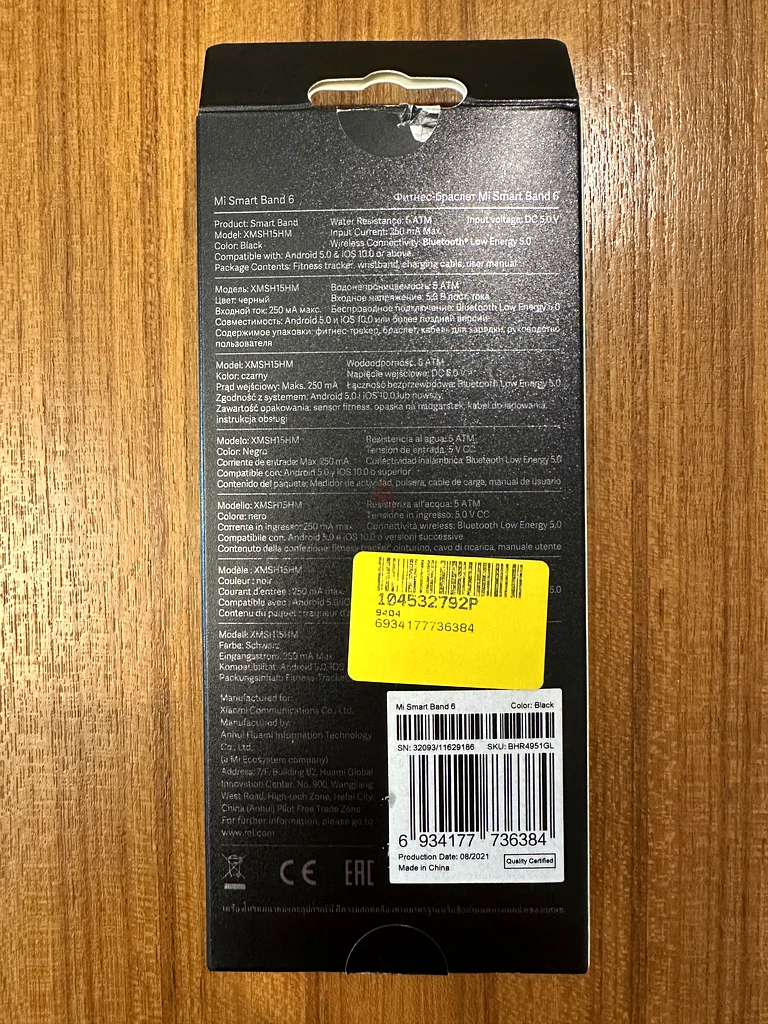 Mi Smart Band 6 Фитнес-браслет Mi Smart Band 6
Product: Smart Band Water Resistance: 5 ATM Input voltage: DC 5.0 V
Model: XMSH15HM Input Current: 250 mA Max.
Color: Black Wireless Connectivity: Bluetooth® Low Energy 5.0
Compatible with: Android 5.0 & iOS 10.0 or above
Package Contents: Fitness tracker, wristband, charging cable, user manual
Модель: XMSH15HM Водонепроницаемость: 5 ATM
Цвет: черный Входное напряжение: 5,0 В пост. тока
Входной ток: 250 мА макс. Беспроводное подключение: Bluetooth Low Energy 5.0
Совместимость: Android 5.0 и iOS 10.0 или более поздней версии
Содержимое упаковки: фитнес-трекер, браслет, кабель для зарядки, руководство
пользователя
Model: XMSH15HM Wodoodporność: 5 ATM
Kolor: czarny Napięcie wejściowe: DC 5.0 V
Prąd wejściowy: Maks. 250 mA Łączność bezprzewodowa: Bluetooth Low Energy 5.0
Zgodność z systemem: Android 5.0 i iOS 10.0 lub nowszy
Zawartość opakowania: sensor fitness, opaska na nadgarstek, kabel do ładowania,
instrukcja obsługi
Modelo: XMSH15HM Resistencia al agua: 5 ATM
Color: Negro Tensión de entrada: 5 V CC
Corriente de entrada: Máx. 250 mA Conectividad inalámbrica: Bluetooth Low Energy 5.0
Compatible con: Android 5.0 y iOS 10.0 o superior
Contenido del paquete: Medidor de actividad, pulsera, cable de carga, manual de usuario
Modello: XMSH15HM Resistenza all'acqua: 5 ATM
Colore: nero Tensione in ingresso: 5,0 V CC
Corrente in ingresso: 250 mA max Connettività wireless: Bluetooth Low Energy 5.0
Compatibile con: Android 5.0 e iOS 10.0 o versioni successive
Contenuto della confezione: fitness tracker, cinturino, cavo di ricarica, manuale utente
Modèle : XMSH15HM
Couleur : noir
Courant d'entrée : 250 mA max. 5.0
Compatible avec : Android 5.0/iOS
Contenu du paquet : traqueur
Modell: XMSH15HM
Farbe: Schwarz
Eingangsstrom: 250 mA Max.
Kompatibilität: Android 5.0, iOS
Packungsinhalt: Fitness-Tracker
104532792P
9404
6934177736384
Manufactured for:
Xiaomi Communications Co., Ltd.
Manufactured by:
Anhui Huami Information Technology
Co., Ltd.
(a Mi Ecosystem company)
Address: 7/F, Building B2, Huami Global
Innovation Center, No. 900, Wangjiang
West Road, High-tech Zone, Hefei City
China (Anhui) Pilot Free Trade Zone
For further information, please go to
www.mi.com
Mi Smart Band 6 Color: Black
SN: 32093/11629186 SKU: BHR4951GL
6 934177 736384
Production Date: 08/2021
Made in China Quality Certified
CE EAC